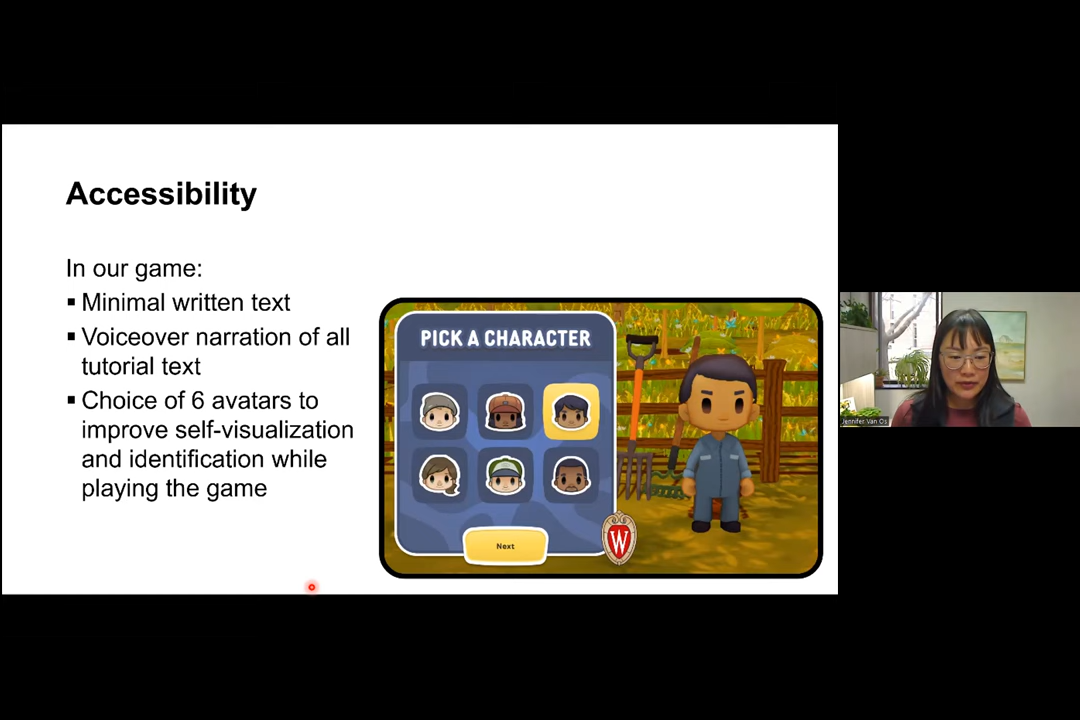 Accessibility
In our game:
▪ Minimal written text
▪ Voiceover narration of all
tutorial text
▪ Choice of 6 avatars to
improve self-visualization
and identification while
playing the game
PICK A CHARACTER
Next
W
Jennifer Van Os